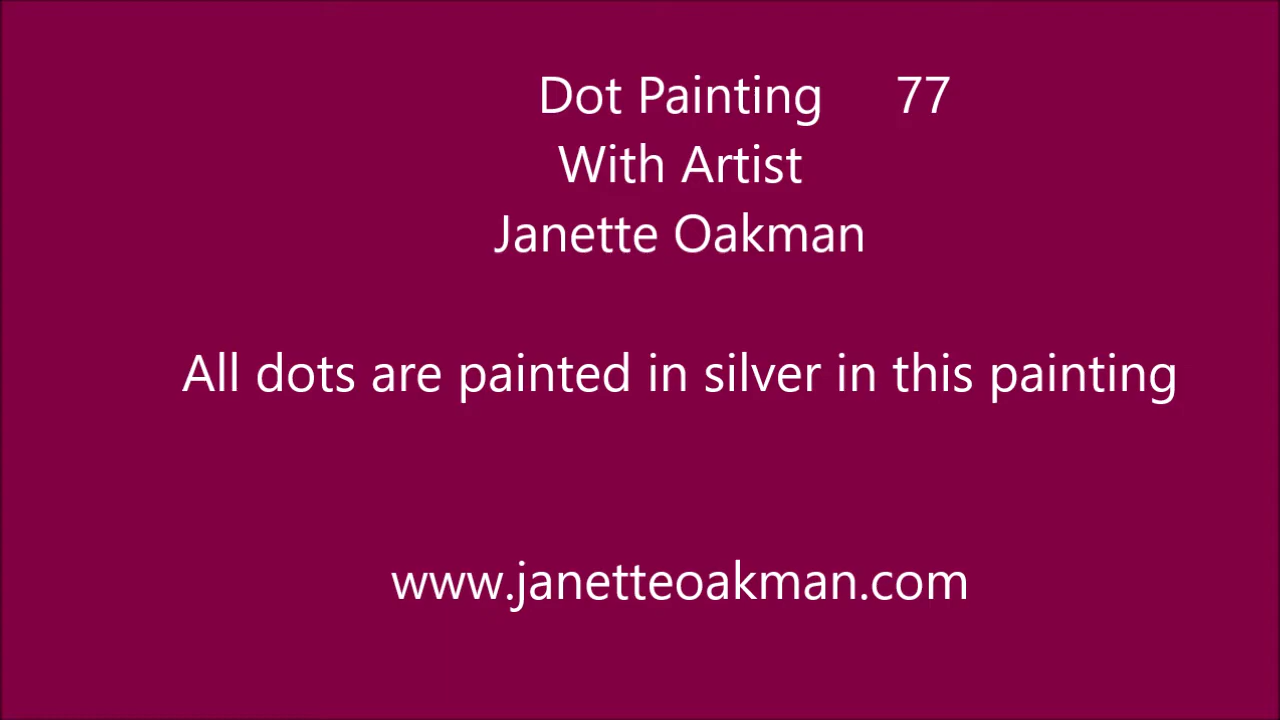 Dot Painting 77
With Artist
Janette Oakman
All dots are painted in silver in this painting
www.janetteoakman.com